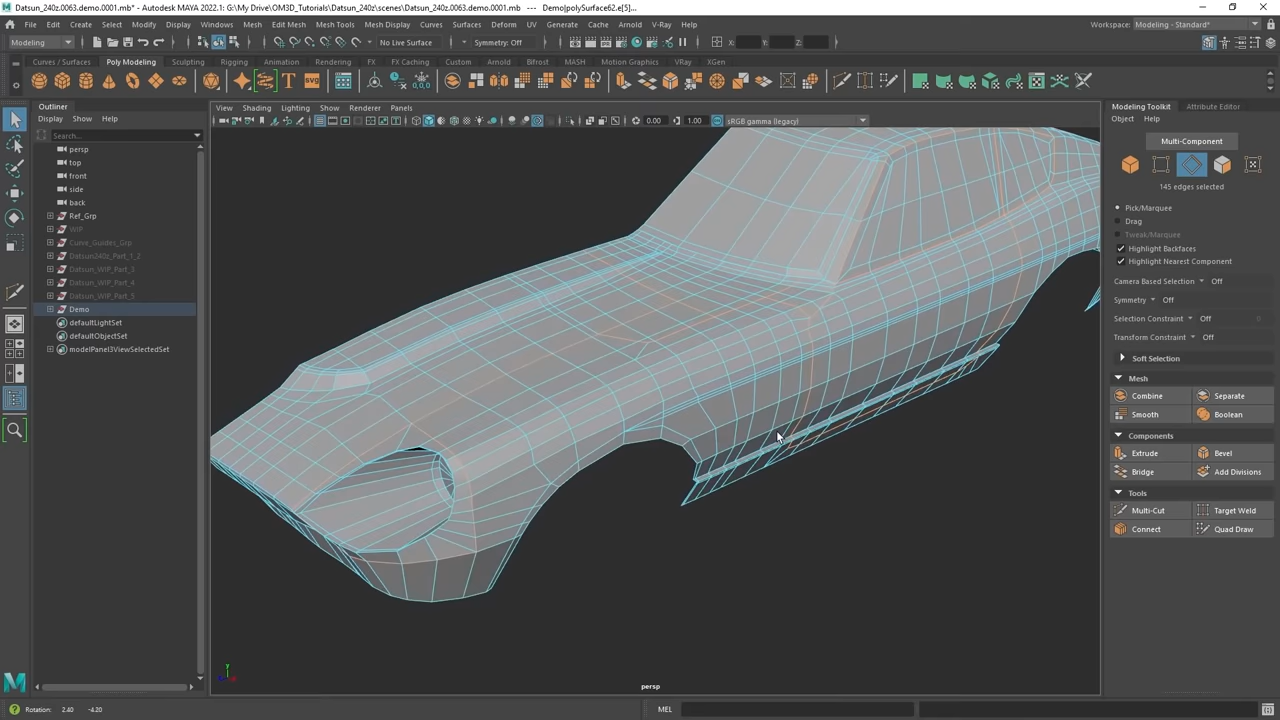 Datsun_240z.0063.demo.0001.mb* - Autodesk MAYA 2022.1: G:\My Drive\OM3D_Tutorials\Datsun_240z\scenes\Datsun_240z.0063.demo.0001.mb --- Demo|polySurface62.e[5]...
File Edit Create Select Modify Display Windows Mesh Edit Mesh Mesh Tools Mesh Display Curves Surfaces Deform UV Generate Cache Arnold V-Ray Help
Workspace: Modeling - Standard*
Modeling
No Live Surface
Symmetry: Off
X:
Y:
Z:
Curves / Surfaces Poly Modeling Sculpting Rigging Animation Rendering FX FX Caching Custom Arnold Bifrost MASH Motion Graphics VRay XGen
SVG
0,0,0
Outliner
Display Show Help
Search...
persp
top
front
side
back
Ref_Grp
WIP
Curve_Guides_Grp
Datsun240z_Part_1_2
Datsun_WIP_Part_3
Datsun_WIP_Part_4
Datsun_WIP_Part_5
Demo
defaultLightSet
defaultObjectSet
modelPanel3ViewSelectedSet
View Shading Lighting Show Renderer Panels
0.00
1.00
sRGB gamma (legacy)
y
persp
Modeling Toolkit Attribute Editor
Object Help
Multi-Component
145 edges selected
Pick/Marquee
Drag
Tweak/Marquee
Highlight Backfaces
Highlight Nearest Component
Camera Based Selection Off
Symmetry Off
Selection Constraint Off
Transform Constraint Off
Soft Selection
Mesh
Combine Separate
Smooth Boolean
Components
Extrude Bevel
Bridge Add Divisions
Tools
Multi-Cut Target Weld
Connect Quad Draw
Rotation: 2.40 -4.20
MEL